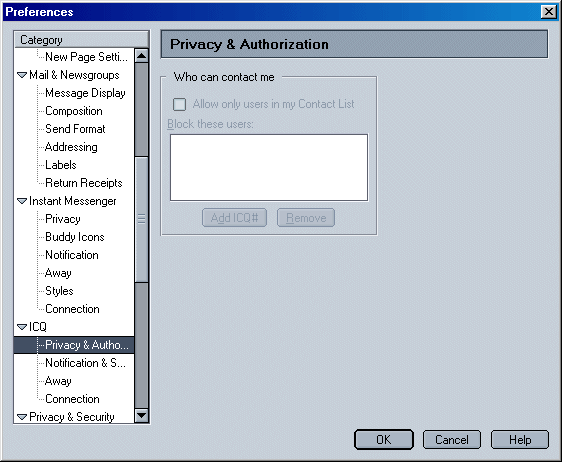 Preferences
Category
New Page Setti...
Mail & Newsgroups
Message Display
Composition
Send Format
Addressing
Labels
Return Receipts
Instant Messenger
Privacy
Buddy Icons
Notification
Away
Styles
Connection
ICQ
Privacy & Autho...
Notification & S...
Away
Connection
Privacy & Security
Privacy & Authorization
Who can contact me
Allow only users in my Contact List
Block these users:
Add ICQ#
Remove
OK
Cancel
Help